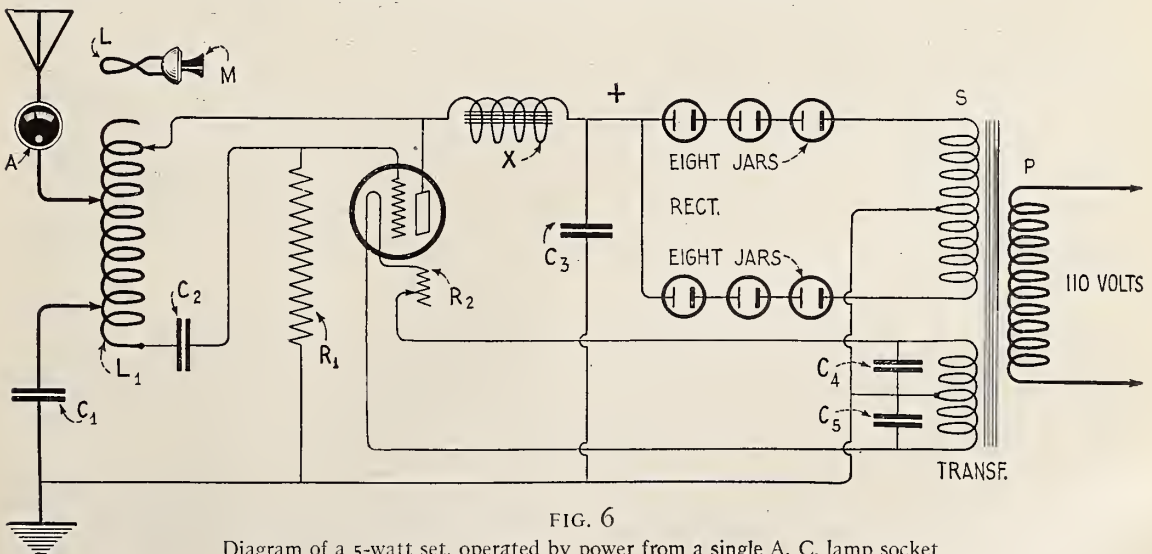 L
M
A
+
S
P
X
EIGHT JARS
RECT.
C3
EIGHT JARS
110 VOLTS
C2
R2
R1
L1
C1
C4
C5
TRANSF.
FIG. 6
Diagram of a 5-watt set, operated by power from a single A. C. lamp socket